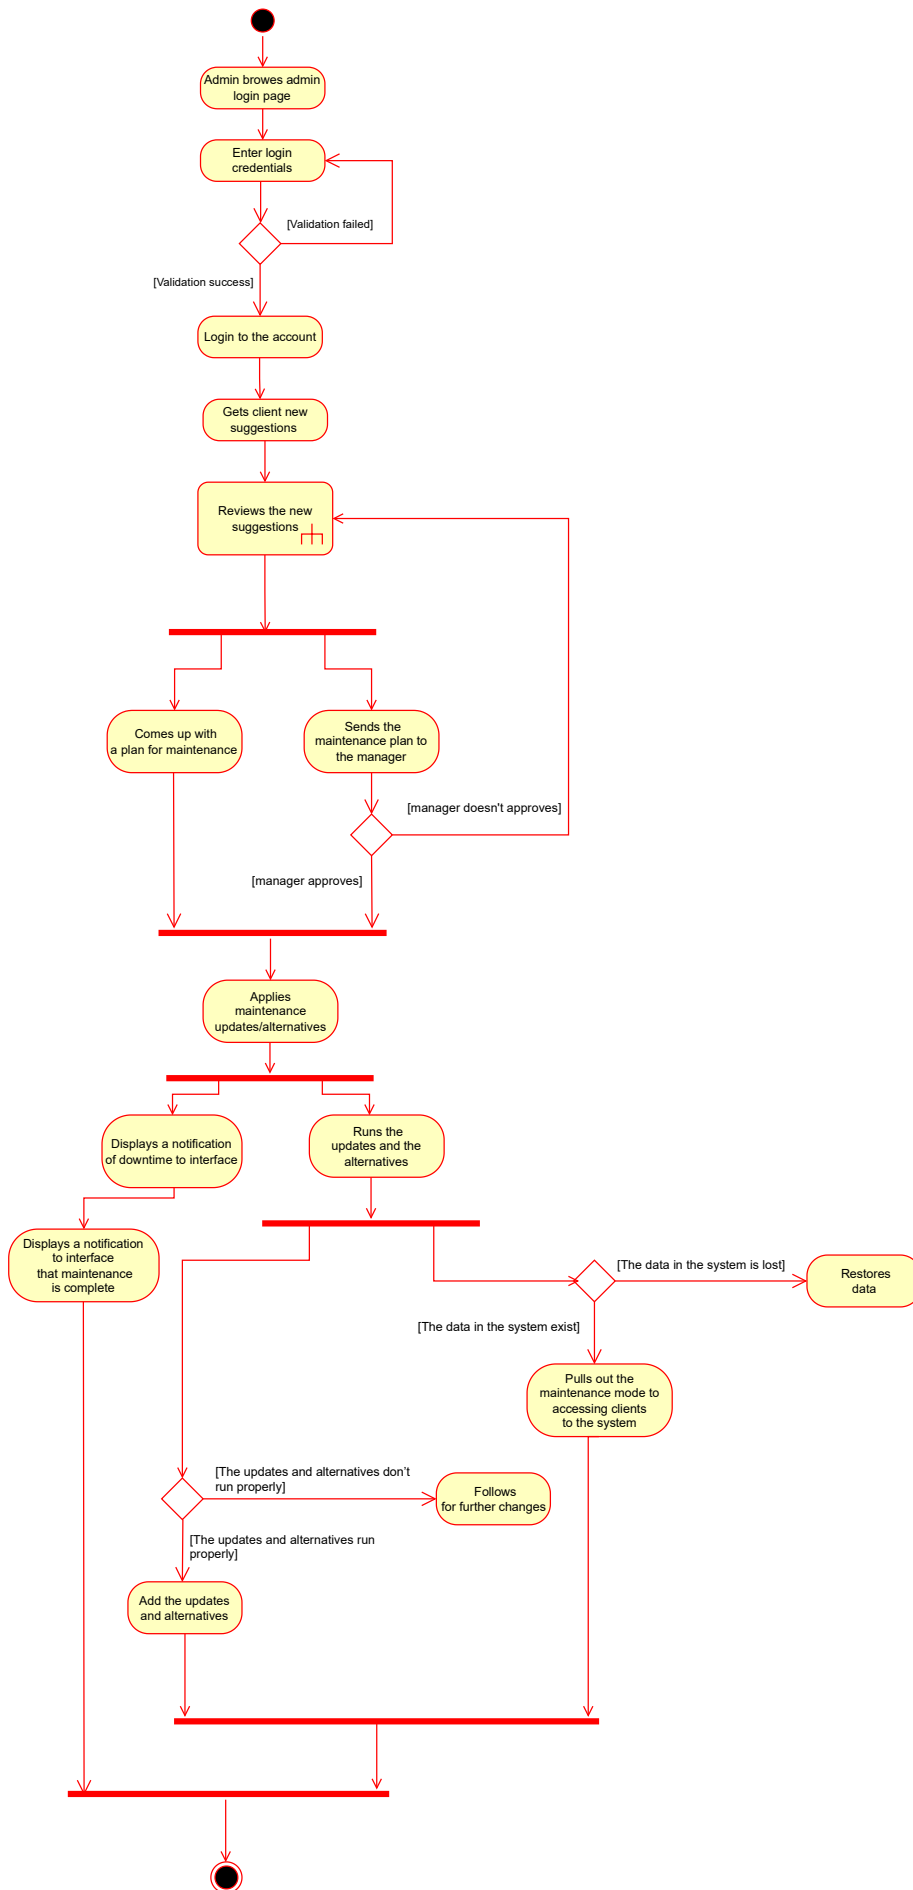 Admin browes admin
login page
Enter login
credentials
[Validation failed]
[Validation success]
Login to the account
Gets client new
suggestions
Reviews the new
suggestions
Comes up with
a plan for maintenance
Sends the
maintenance plan to
the manager
[manager doesn't approves]
[manager approves]
Applies
maintenance
updates/alternatives
Displays a notification
of downtime to interface
Runs the
updates and the
alternatives
Displays a notification
to interface
that maintenance
is complete
[The data in the system is lost]
Restores
data
[The data in the system exist]
Pulls out the
maintenance mode to
accessing clients
to the system
[The updates and alternatives don't
run properly]
Follows
for further changes
[The updates and alternatives run
properly]
Add the updates
and alternatives